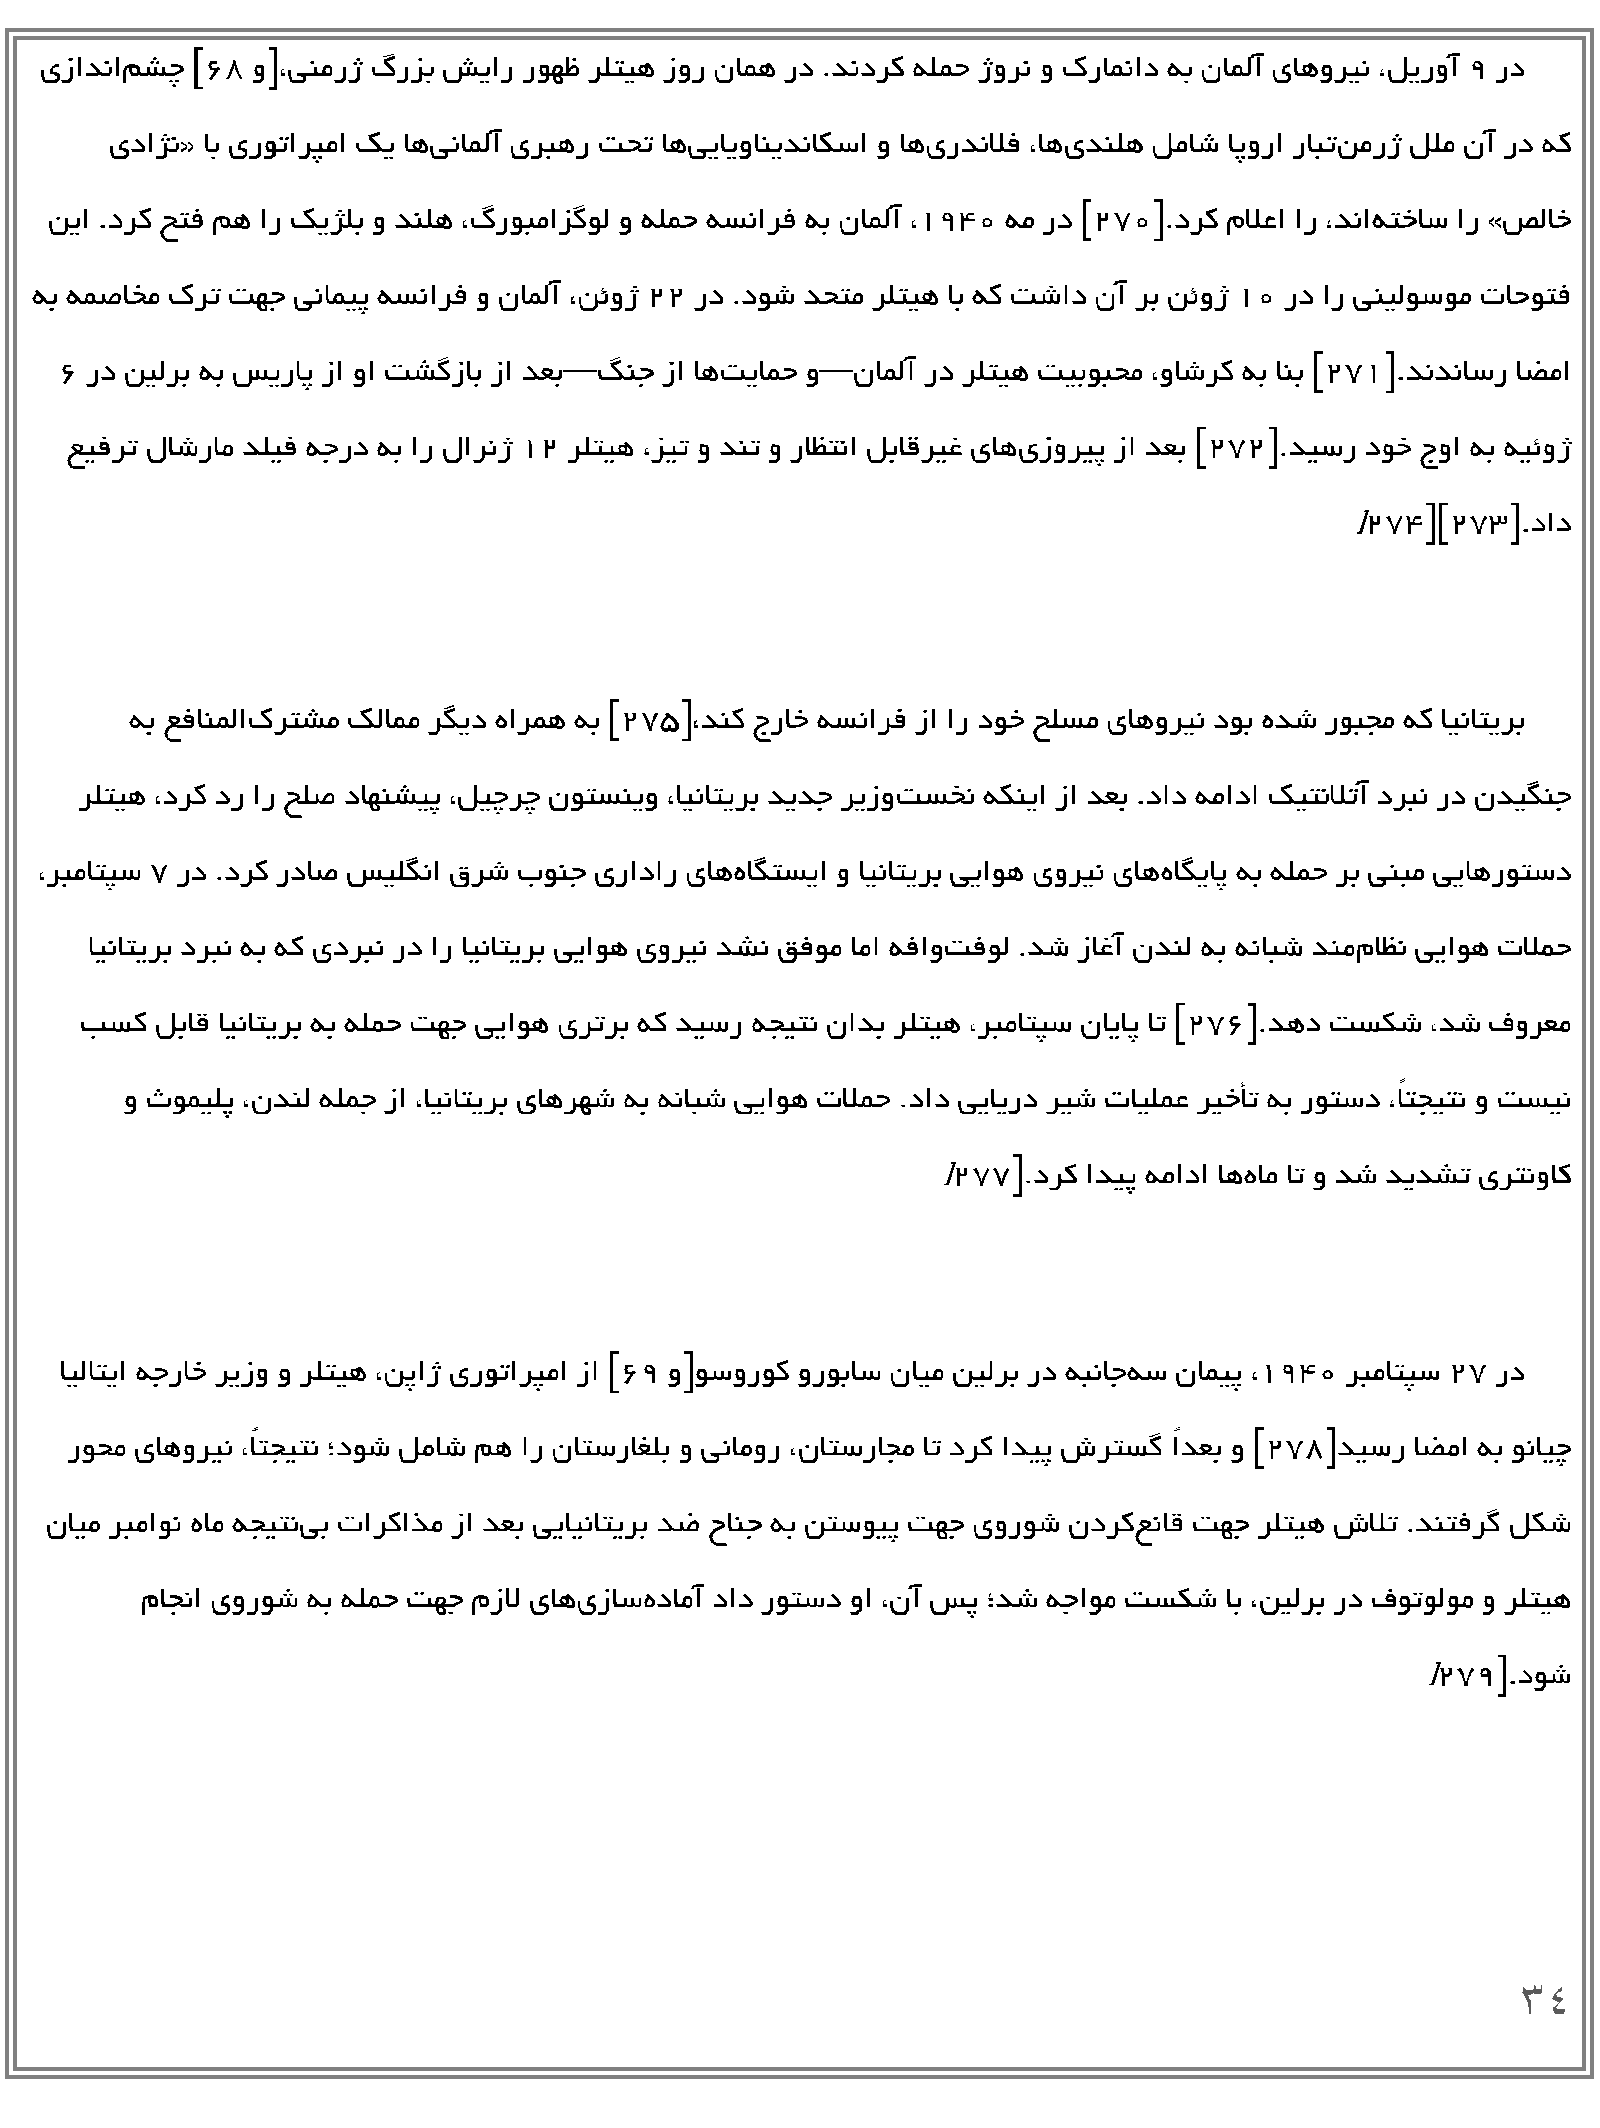 در ۹ آوریل، نیروهای آلمان به دانمارک و نروژ حمله کردند. در همان روز هیتلر ظهور رایش بزرگ ژرمنی،[و ۶۸] چشم‌اندازی
که در آن ملل ژرمن‌تبار اروپا شامل هلندی‌ها، فلاندری‌ها و اسکاندیناویایی‌ها تحت رهبری آلمانی‌ها یک امپراتوری با «نژادی
خالص» را ساخته‌اند، را اعلام کرد.[۲۷۰] در مه ۱۹۴۰، آلمان به فرانسه حمله و لوگزامبورگ، هلند و بلژیک را هم فتح کرد. این
فتوحات موسولینی را در ۱۰ ژوئن بر آن داشت که با هیتلر متحد شود. در ۲۲ ژوئن، آلمان و فرانسه پیمانی جهت ترک مخاصمه به
امضا رساندند.[۲۷۱] بنا به کرشاو، محبوبیت هیتلر در آلمان—و حمایت‌ها از جنگ—بعد از بازگشت او از پاریس به برلین در ۶
ژوئیه به اوج خود رسید.[۲۷۲] بعد از پیروزی‌های غیرقابل انتظار و تند و تیز، هیتلر ۱۲ ژنرال را به درجه فیلد مارشال ترفیع
داد.[۲۷۳][۲۷۴/
بریتانیا که مجبور شده بود نیروهای مسلح خود را از فرانسه خارج کند،[۲۷۵] به همراه دیگر ممالک مشترک‌المنافع به
جنگیدن در نبرد آتلانتیک ادامه داد. بعد از اینکه نخست‌وزیر جدید بریتانیا، وینستون چرچیل، پیشنهاد صلح را رد کرد، هیتلر
دستورهایی مبنی بر حمله به پایگاه‌های نیروی هوایی بریتانیا و ایستگاه‌های راداری جنوب شرق انگلیس صادر کرد. در ۷ سپتامبر،
حملات هوایی نظام‌مند شبانه به لندن آغاز شد. لوفت‌وافه اما موفق نشد نیروی هوایی بریتانیا را در نبردی که به نبرد بریتانیا
معروف شد، شکست دهد.[۲۷۶] تا پایان سپتامبر، هیتلر بدان نتیجه رسید که برتری هوایی جهت حمله به بریتانیا قابل کسب
نیست و نتیجتاً، دستور به تأخیر عملیات شیر دریایی داد. حملات هوایی شبانه به شهرهای بریتانیا، از جمله لندن، پلیموث و
کاونتری تشدید شد و تا ماه‌ها ادامه پیدا کرد.[۲۷۷/
در ۲۷ سپتامبر ۱۹۴۰، پیمان سه‌جانبه در برلین میان سابورو کوروسو[و ۶۹] از امپراتوری ژاپن، هیتلر و وزیر خارجه ایتالیا
چیانو به امضا رسید[۲۷۸] و بعداً گسترش پیدا کرد تا مجارستان، رومانی و بلغارستان را هم شامل شود؛ نتیجتاً، نیروهای محور
شکل گرفتند. تلاش هیتلر جهت قانع‌کردن شوروی جهت پیوستن به جناح ضد بریتانیایی بعد از مذاکرات بی‌نتیجه ماه نوامبر میان
هیتلر و مولوتوف در برلین، با شکست مواجه شد؛ پس آن، او دستور داد آماده‌سازی‌های لازم جهت حمله به شوروی انجام
شود.[۲۷۹/
٣٤